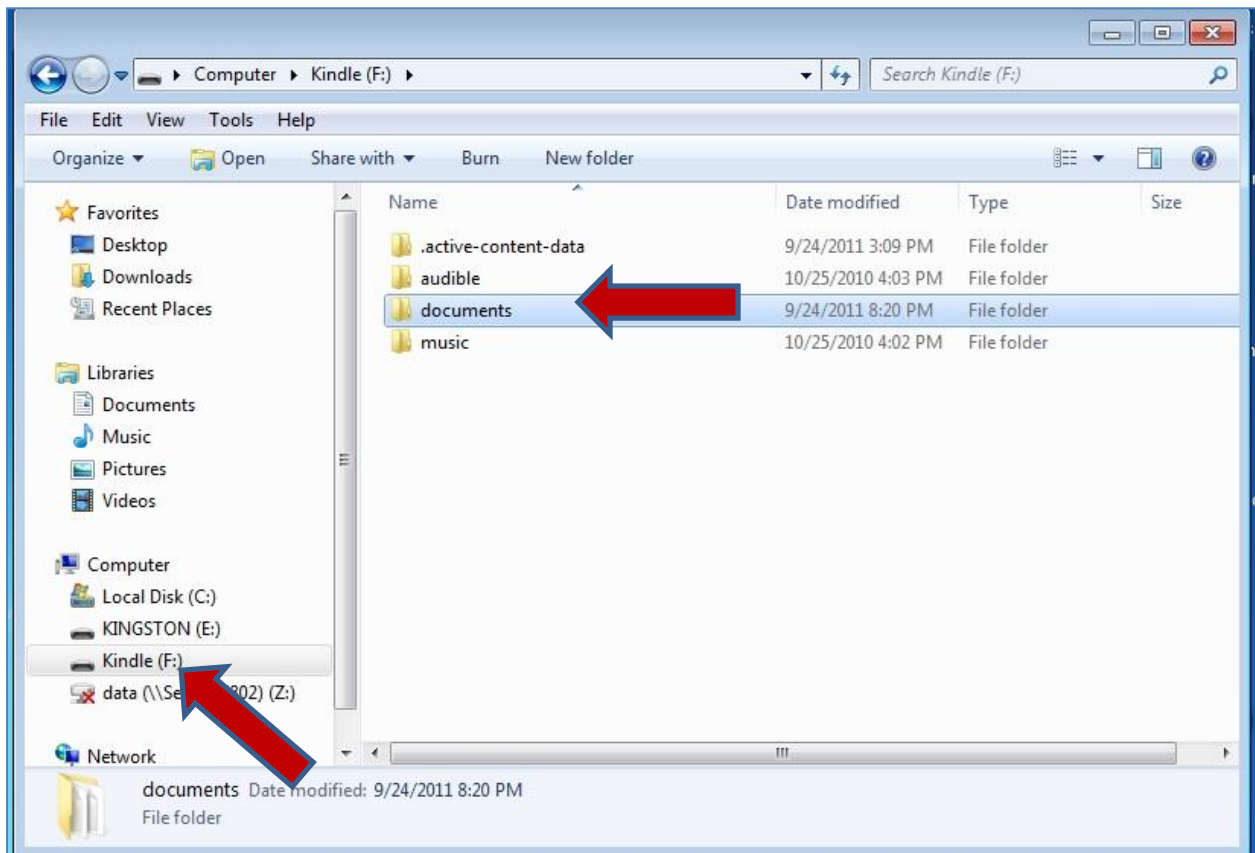 Computer Kindle (F:)
Search Kindle (F:)
File Edit View Tools Help
Organize Open Share with Burn New folder
Favorites
Desktop
Downloads
Recent Places
Libraries
Documents
Music
Pictures
Videos
Computer
Local Disk (C:)
KINGSTON (E:)
Kindle (F:)
data (\\Se 802) (Z:)
Network
Name Date modified Type Size
.active-content-data 9/24/2011 3:09 PM File folder
audible 10/25/2010 4:03 PM File folder
documents 9/24/2011 8:20 PM File folder
music 10/25/2010 4:02 PM File folder
documents Date modified: 9/24/2011 8:20 PM
File folder